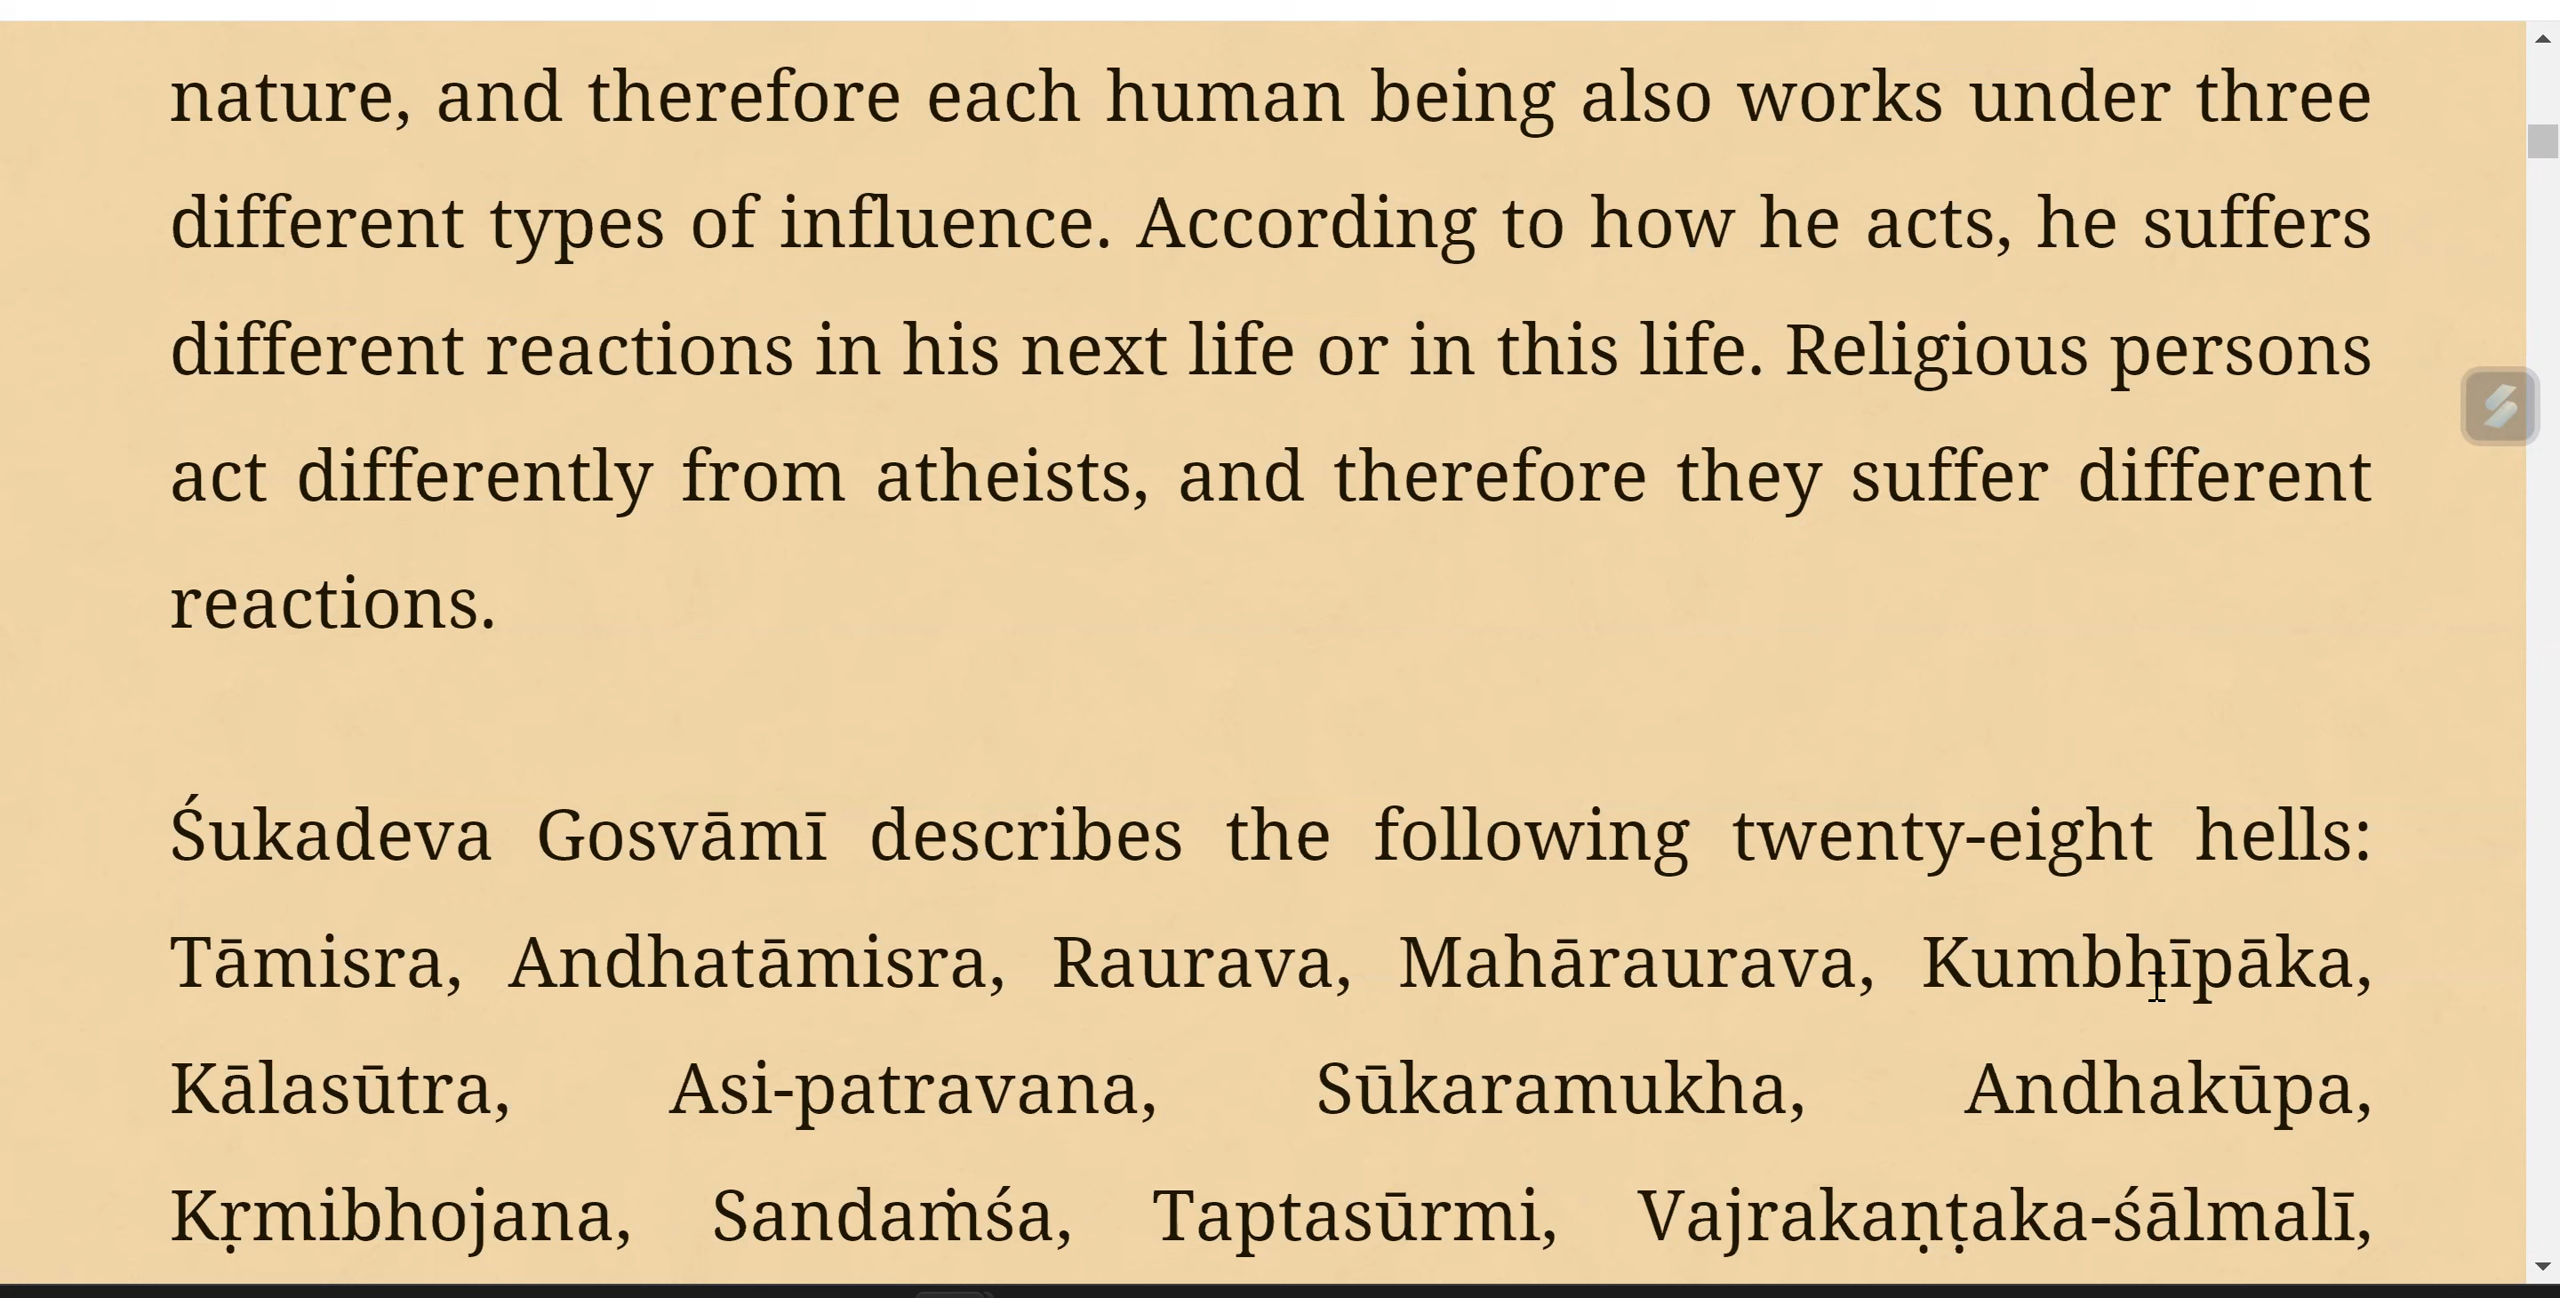 nature, and therefore each human being also works under three
different types of influence. According to how he acts, he suffers
different reactions in his next life or in this life. Religious persons
act differently from atheists, and therefore they suffer different
reactions.
Śukadeva Gosvāmī describes the following twenty-eight hells:
Tāmisra, Andhatāmisra, Raurava, Mahāraurava, Kumbhīpāka,
Kālasūtra, Asi-patravana, Sūkaramukha, Andhakūpa,
Kṛmibhojana, Sandaṁśa, Taptasūrmi, Vajrakaṇṭaka-śālmalī,